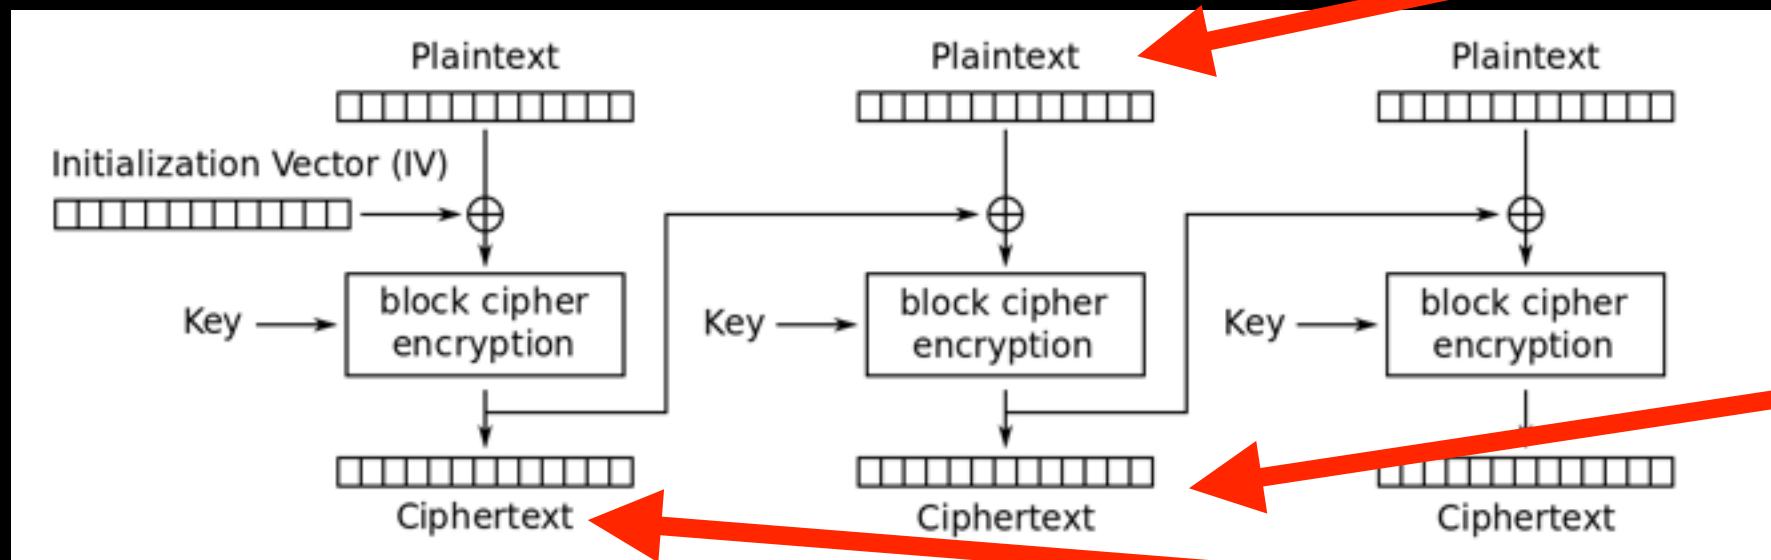 Plaintext
Plaintext
Plaintext
Initialization Vector (IV)
Key
block cipher
encryption
Key
block cipher
encryption
Key
block cipher
encryption
Ciphertext
Ciphertext
Ciphertext